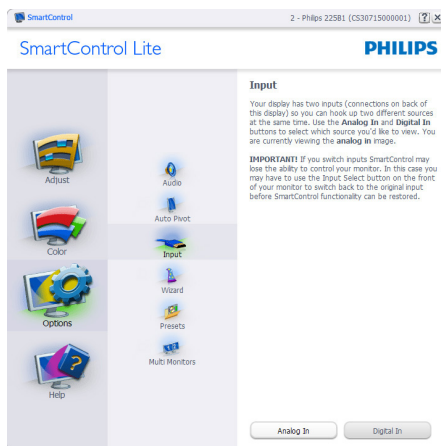 SmartControl
2 - Philips 225B1 (CS30715000001)
SmartControl Lite
PHILIPS
Adjust
Color
Options
Help
Audio
Auto Pivot
Input
Wizard
Presets
Multi Monitors
Input
Your display has two inputs (connections on back of
this display) so you can hook up two different sources
at the same time. Use the Analog In and Digital In
buttons to select which source you'd like to view. You
are currently viewing the analog in image.
IMPORTANT! If you switch inputs SmartControl may
lose the ability to control your monitor. In this case you
may have to use the Input Select button on the front
of your monitor to switch back to the original input
before SmartControl functionality can be restored.
Analog In
Digital In